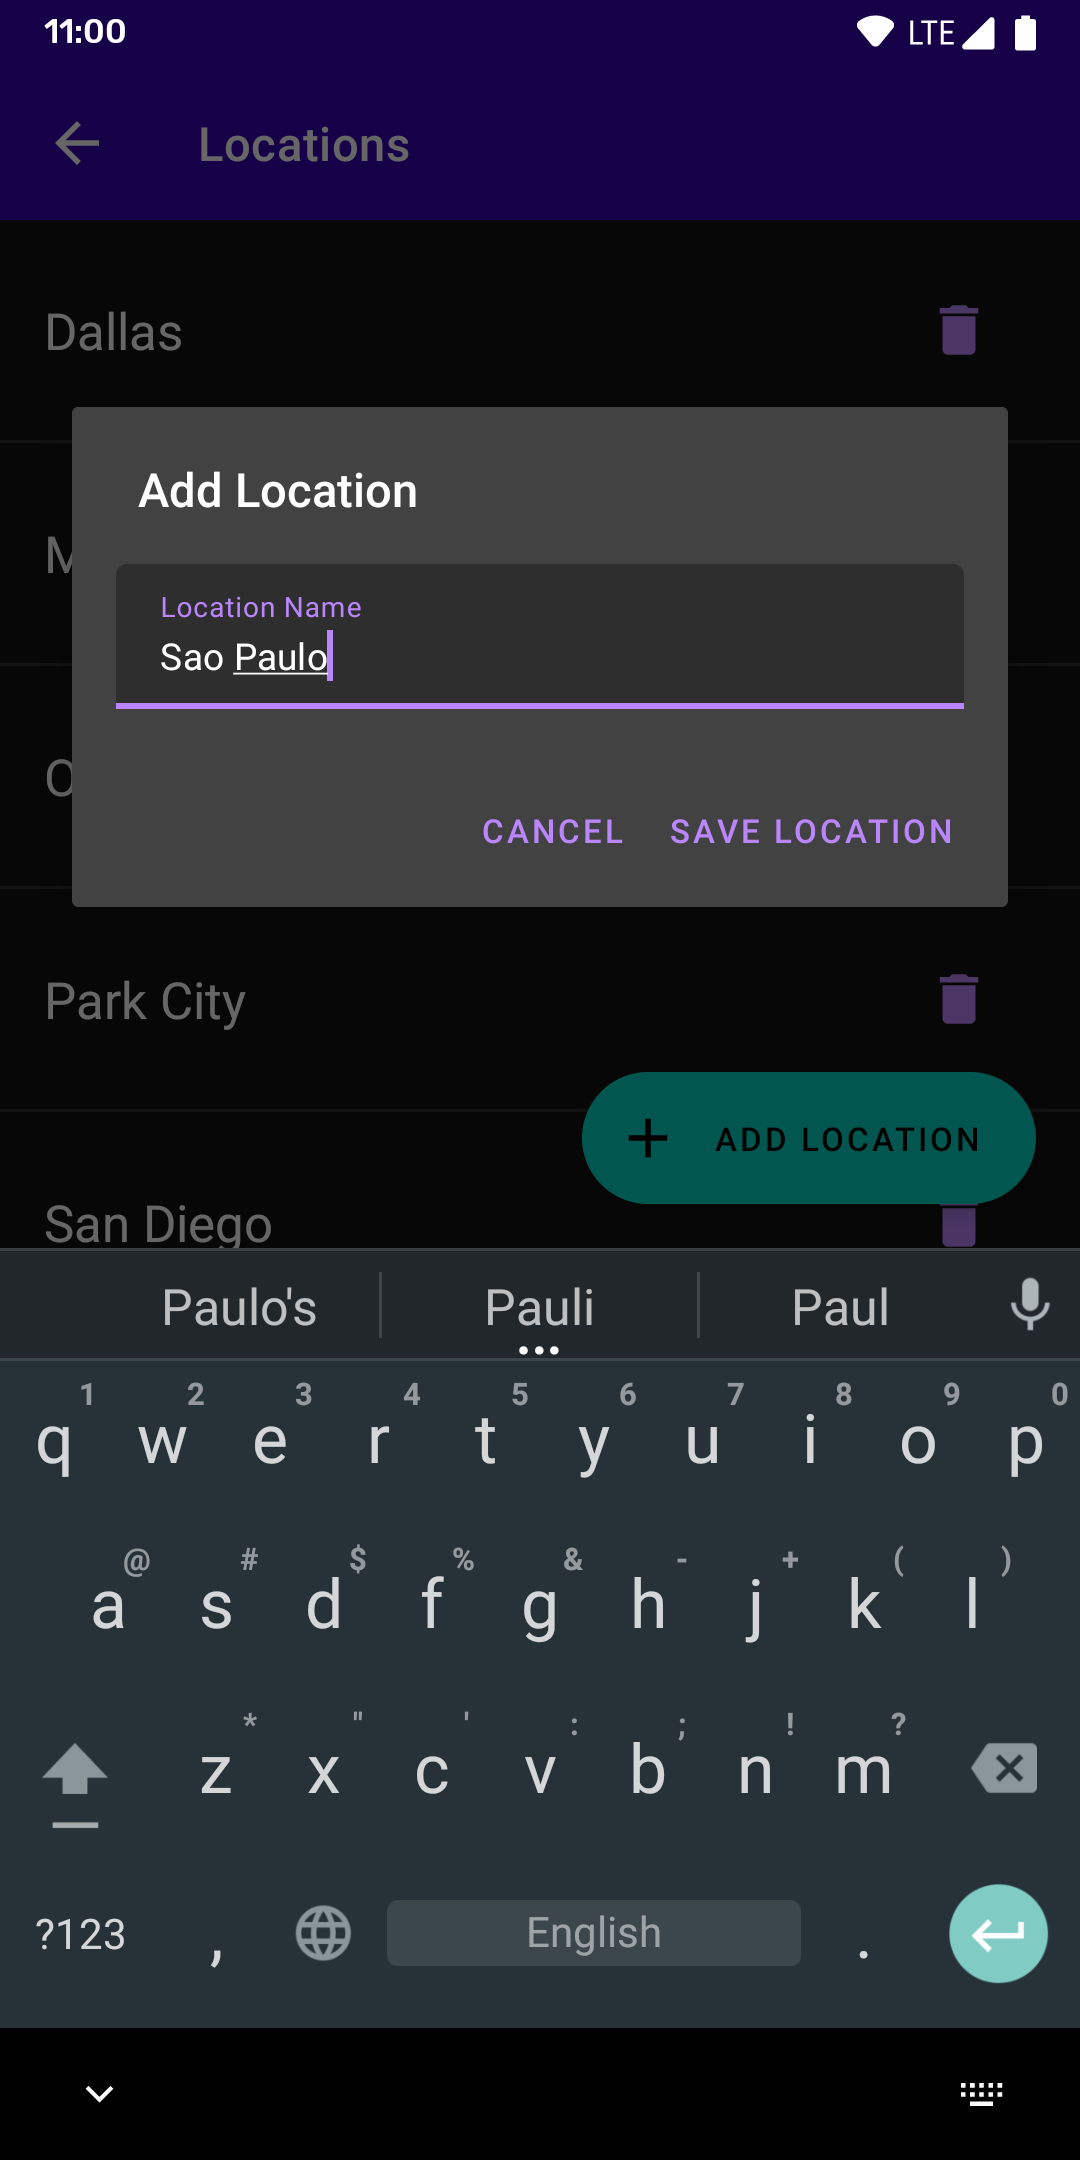 11:00
LTE
Locations
Dallas
Add Location
M
Location Name
Sao Paulo
CANCEL SAVE LOCATION
Park City
ADD LOCATION
San Diego
Paulo's Pauli Paul
1 2 3 4 5 6 7 8 9 0
q w e r t y u i o p
@ # $ % & - + ( )
a s d f g h j k l
* " ' : ; ! ?
z x c v b n m
?123 , English .